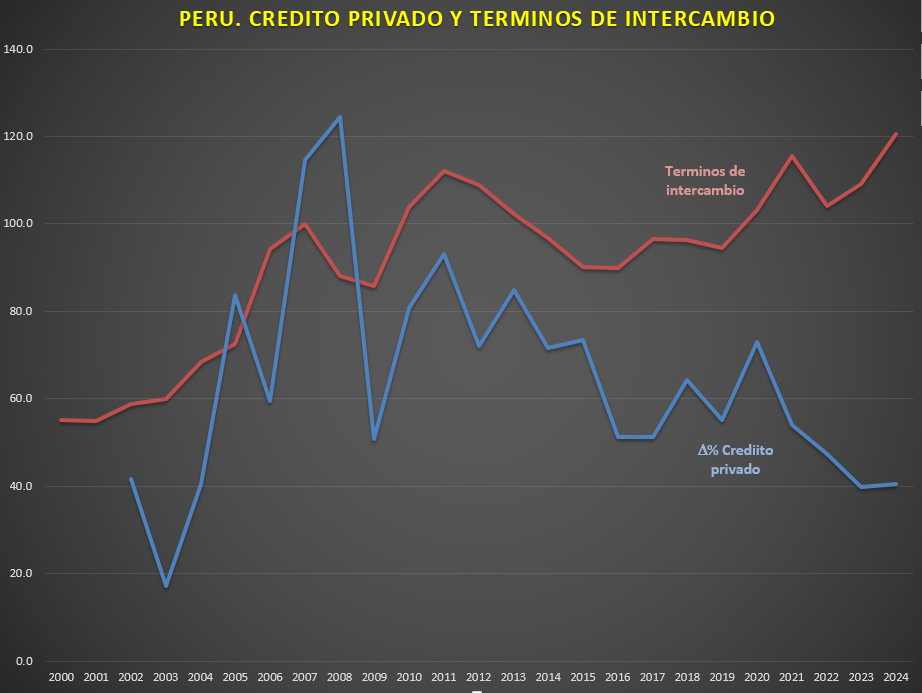 PERU. CREDITO PRIVADO Y TERMINOS DE INTERCAMBIO
140.0
120.0
100.0
80.0
60.0
40.0
20.0
0.0
Terminos de
intercambio
Δ% Crediito
privado
2000 2001 2002 2003 2004 2005 2006 2007 2008 2009 2010 2011 2012 2013 2014 2015 2016 2017 2018 2019 2020 2021 2022 2023 2024